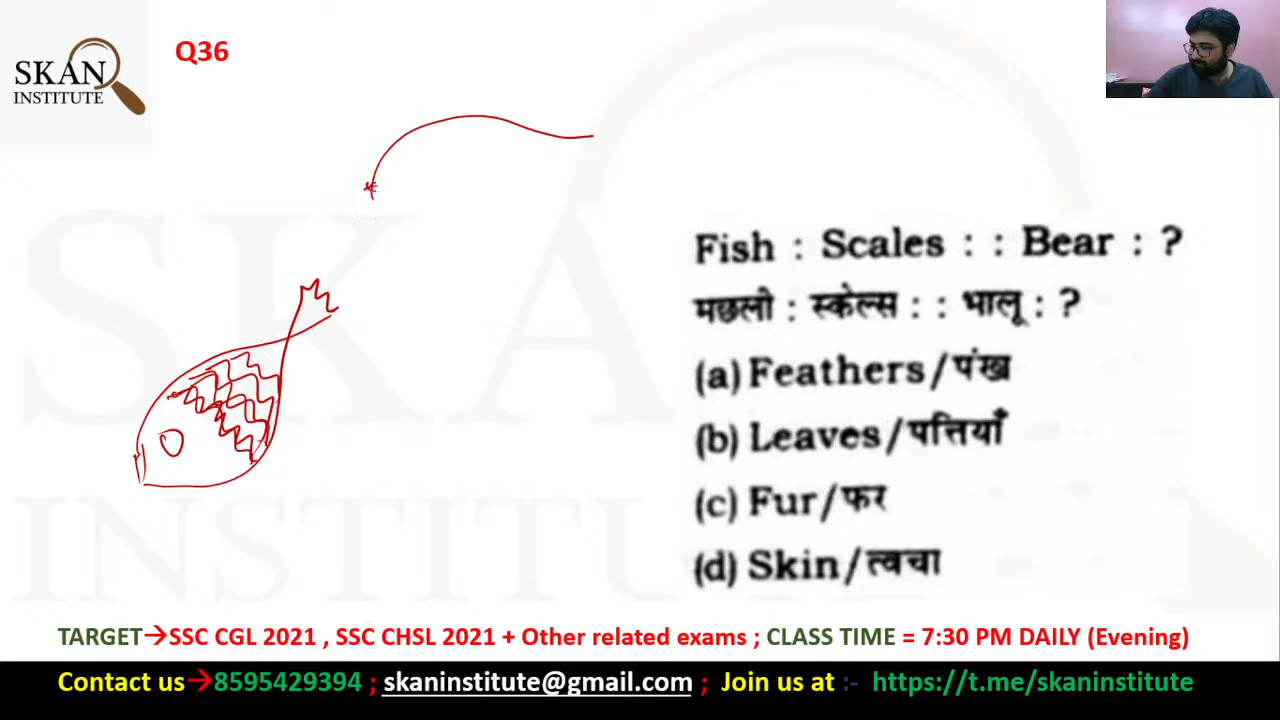 SKAN
INSTITUTE
Q36
Fish : Scales : : Bear : ?
मछली : स्केल्स : : भालू : ?
(a) Feathers/पंख
(b) Leaves/पत्तियाँ
(c) Fur/फर
(d) Skin/त्वचा
TARGET→SSC CGL 2021 , SSC CHSL 2021 + Other related exams ; CLASS TIME = 7:30 PM DAILY (Evening)
Contact us→8595429394 ; skaninstitute@gmail.com ; Join us at :- https://t.me/skaninstitute
SKAN
INSTITUTE